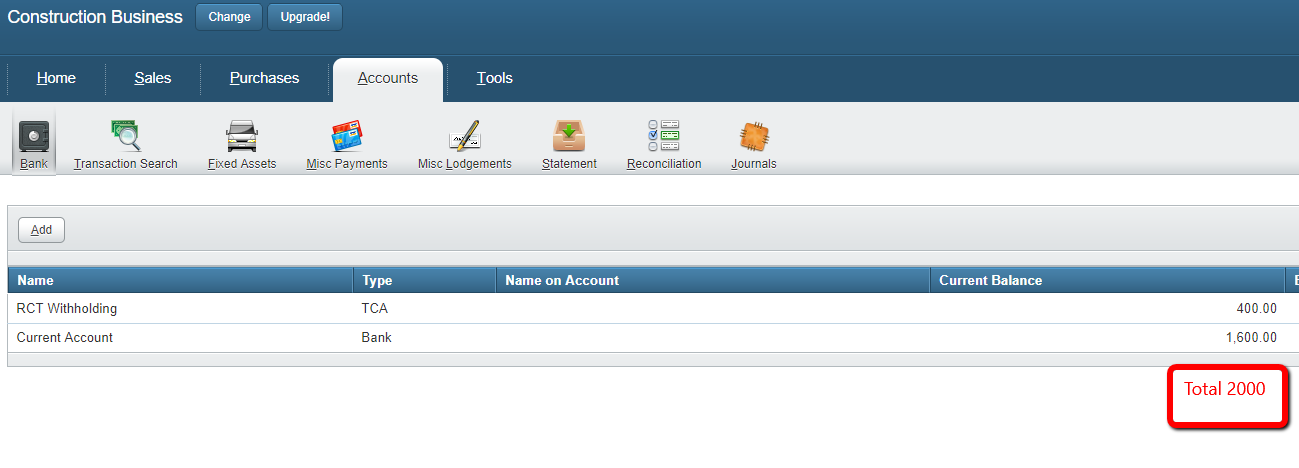 Construction Business Change Upgrade!
Home Sales Purchases Accounts Tools
Bank Transaction Search Fixed Assets Misc Payments Misc Lodgements Statement Reconciliation Journals
Add
Name Type Name on Account Current Balance
RCT Withholding TCA 400.00
Current Account Bank 1,600.00
Total 2000